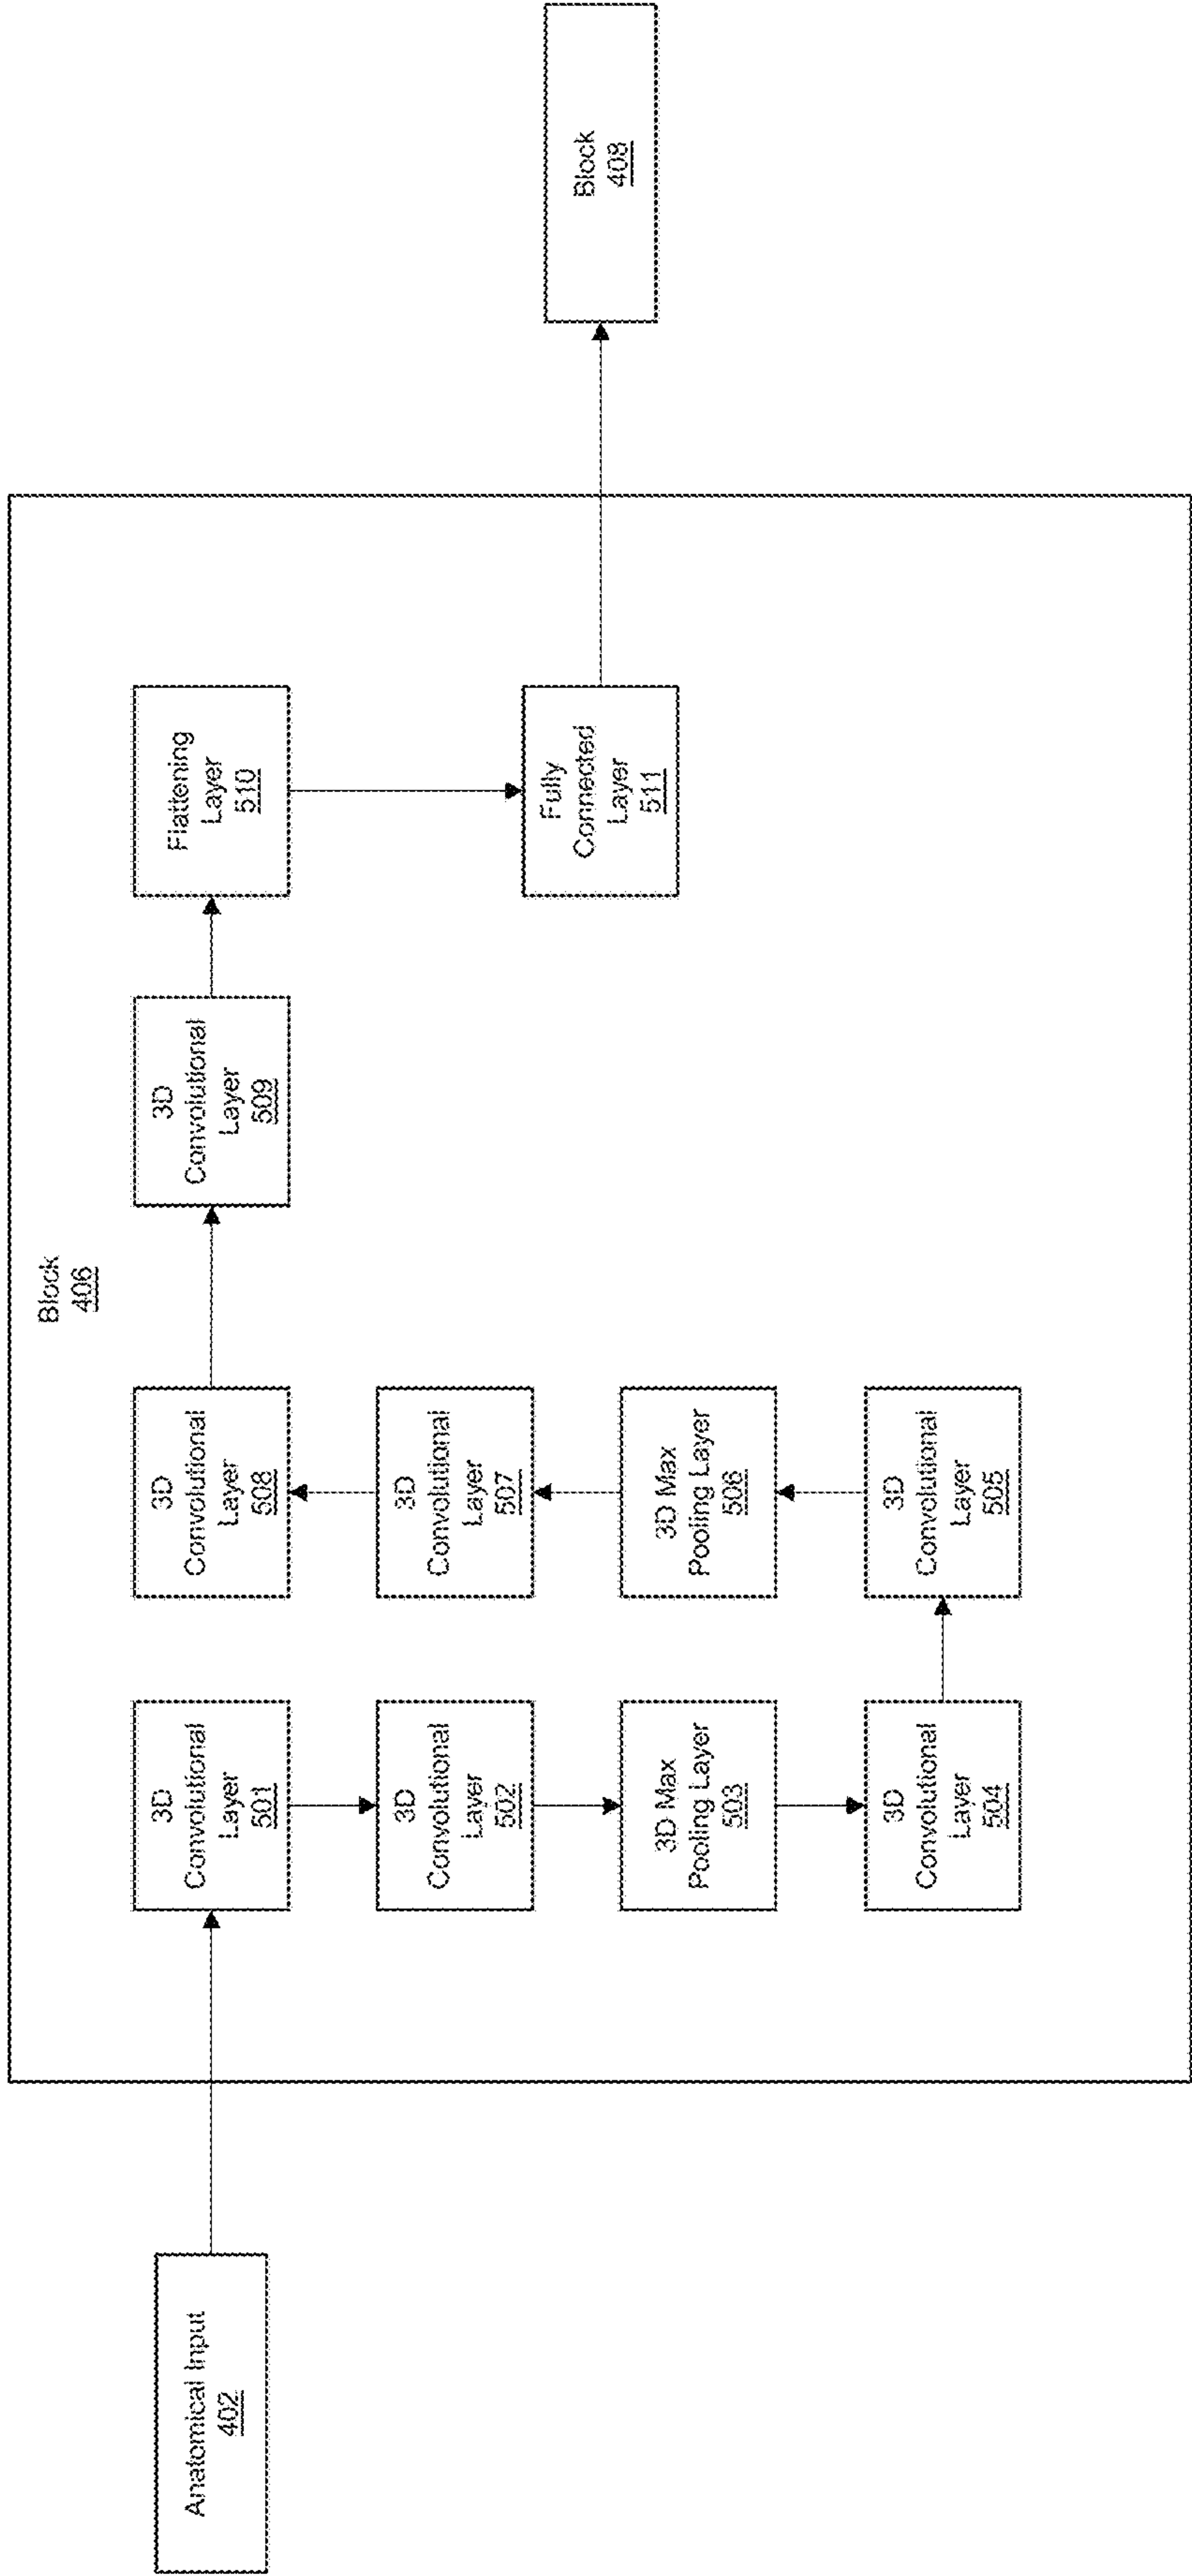 Anatomical Input
402
Block
406
3D
Convolutional
Layer
501
3D
Convolutional
Layer
502
3D Max
Pooling Layer
503
3D
Convolutional
Layer
504
3D
Convolutional
Layer
505
3D Max
Pooling Layer
506
3D
Convolutional
Layer
507
3D
Convolutional
Layer
508
3D
Convolutional
Layer
509
Flattening
Layer
510
Fully
Connected
Layer
511
Block
408